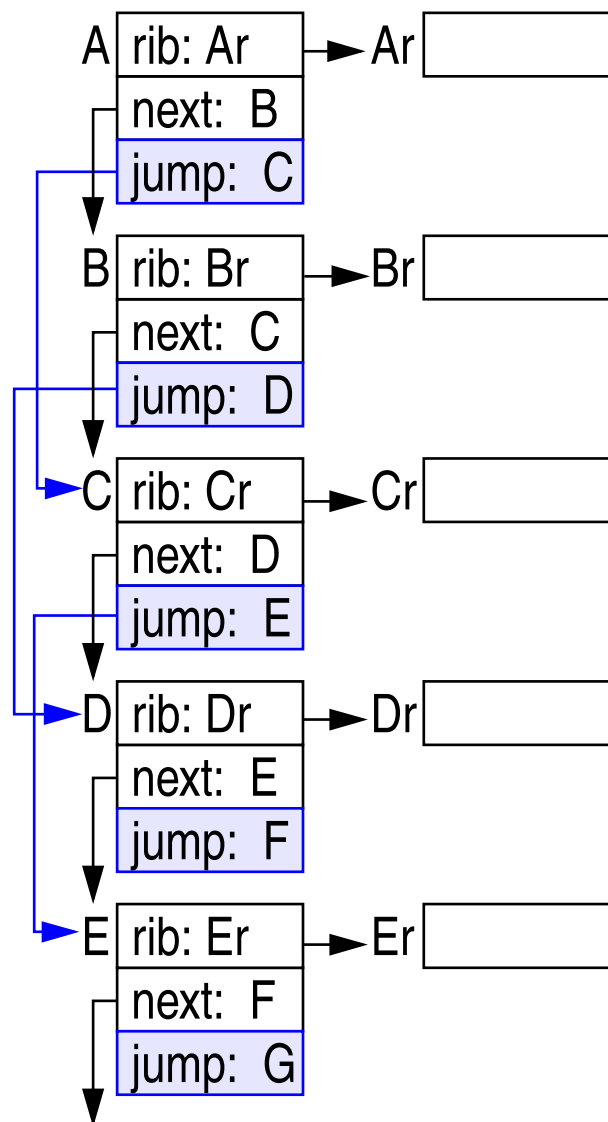 A rib: Ar Ar
next: B
jump: C
B rib: Br Br
next: C
jump: D
C rib: Cr Cr
next: D
jump: E
D rib: Dr Dr
next: E
jump: F
E rib: Er Er
next: F
jump: G